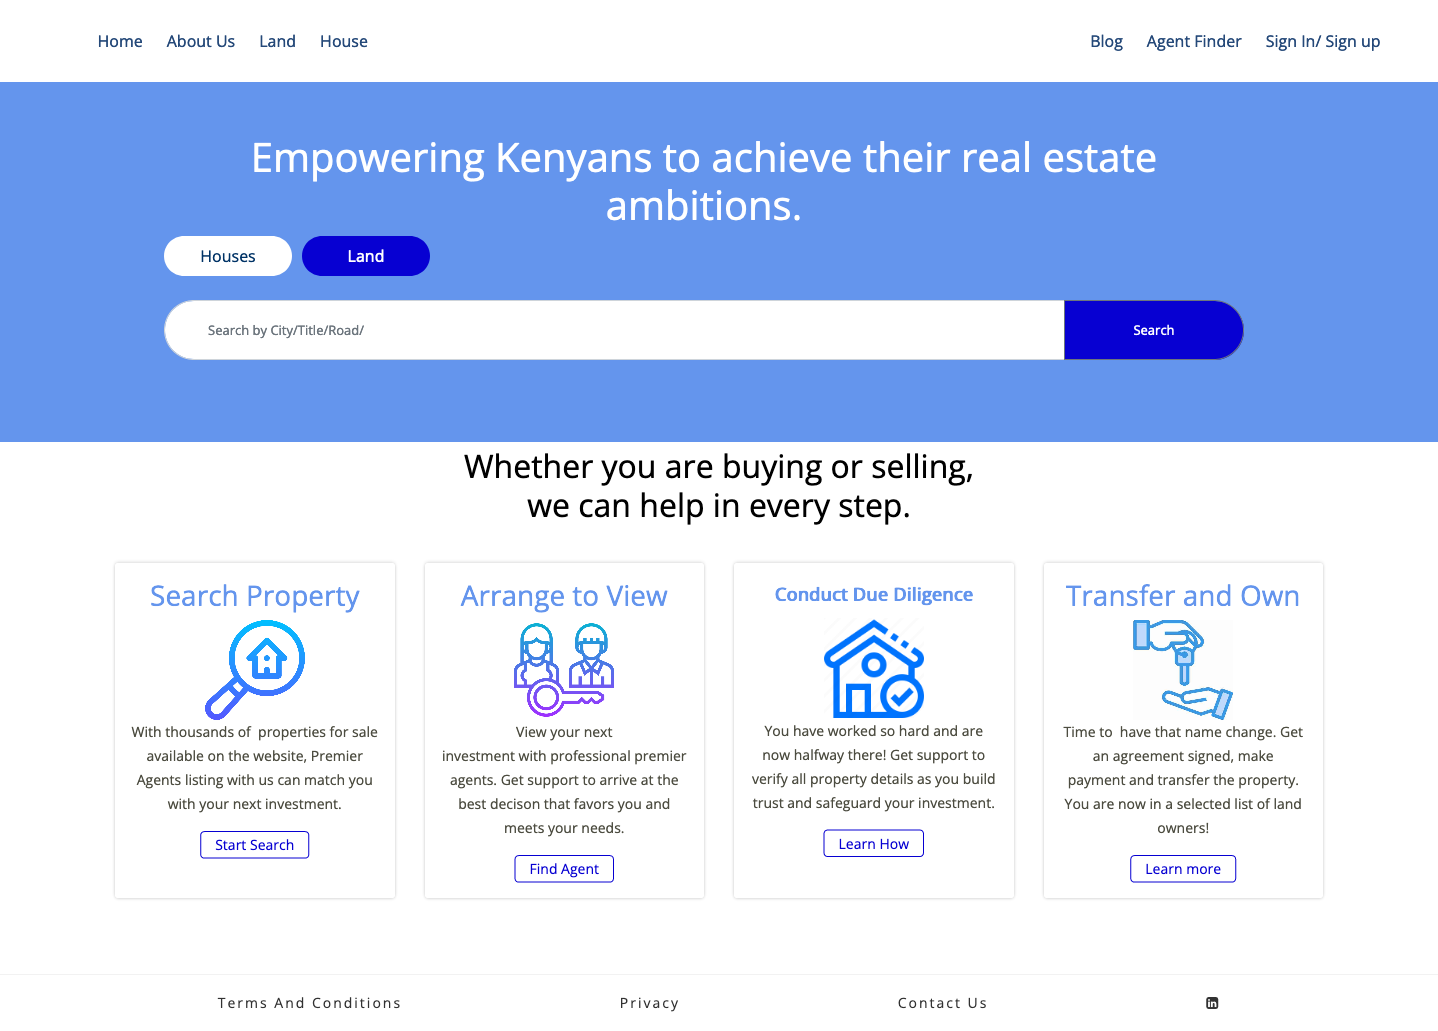 Home About Us Land House Blog Agent Finder Sign In/ Sign up
Empowering Kenyans to achieve their real estate
ambitions.
Houses Land
Search by City/Title/Road/ Search
Whether you are buying or selling,
we can help in every step.
Search Property
With thousands of  properties for sale
available on the website, Premier
Agents listing with us can match you
with your next investment.
Start Search
Arrange to View
View your next
investment with professional premier
agents. Get support to arrive at the
best decison that favors you and
meets your needs.
Find Agent
Conduct Due Diligence
You have worked so hard and are
now halfway there! Get support to
verify all property details as you build
trust and safeguard your investment.
Learn How
Transfer and Own
Time to  have that name change. Get
an agreement signed, make
payment and transfer the property.
You are now in a selected list of land
owners!
Learn more
Terms And Conditions Privacy Contact Us in